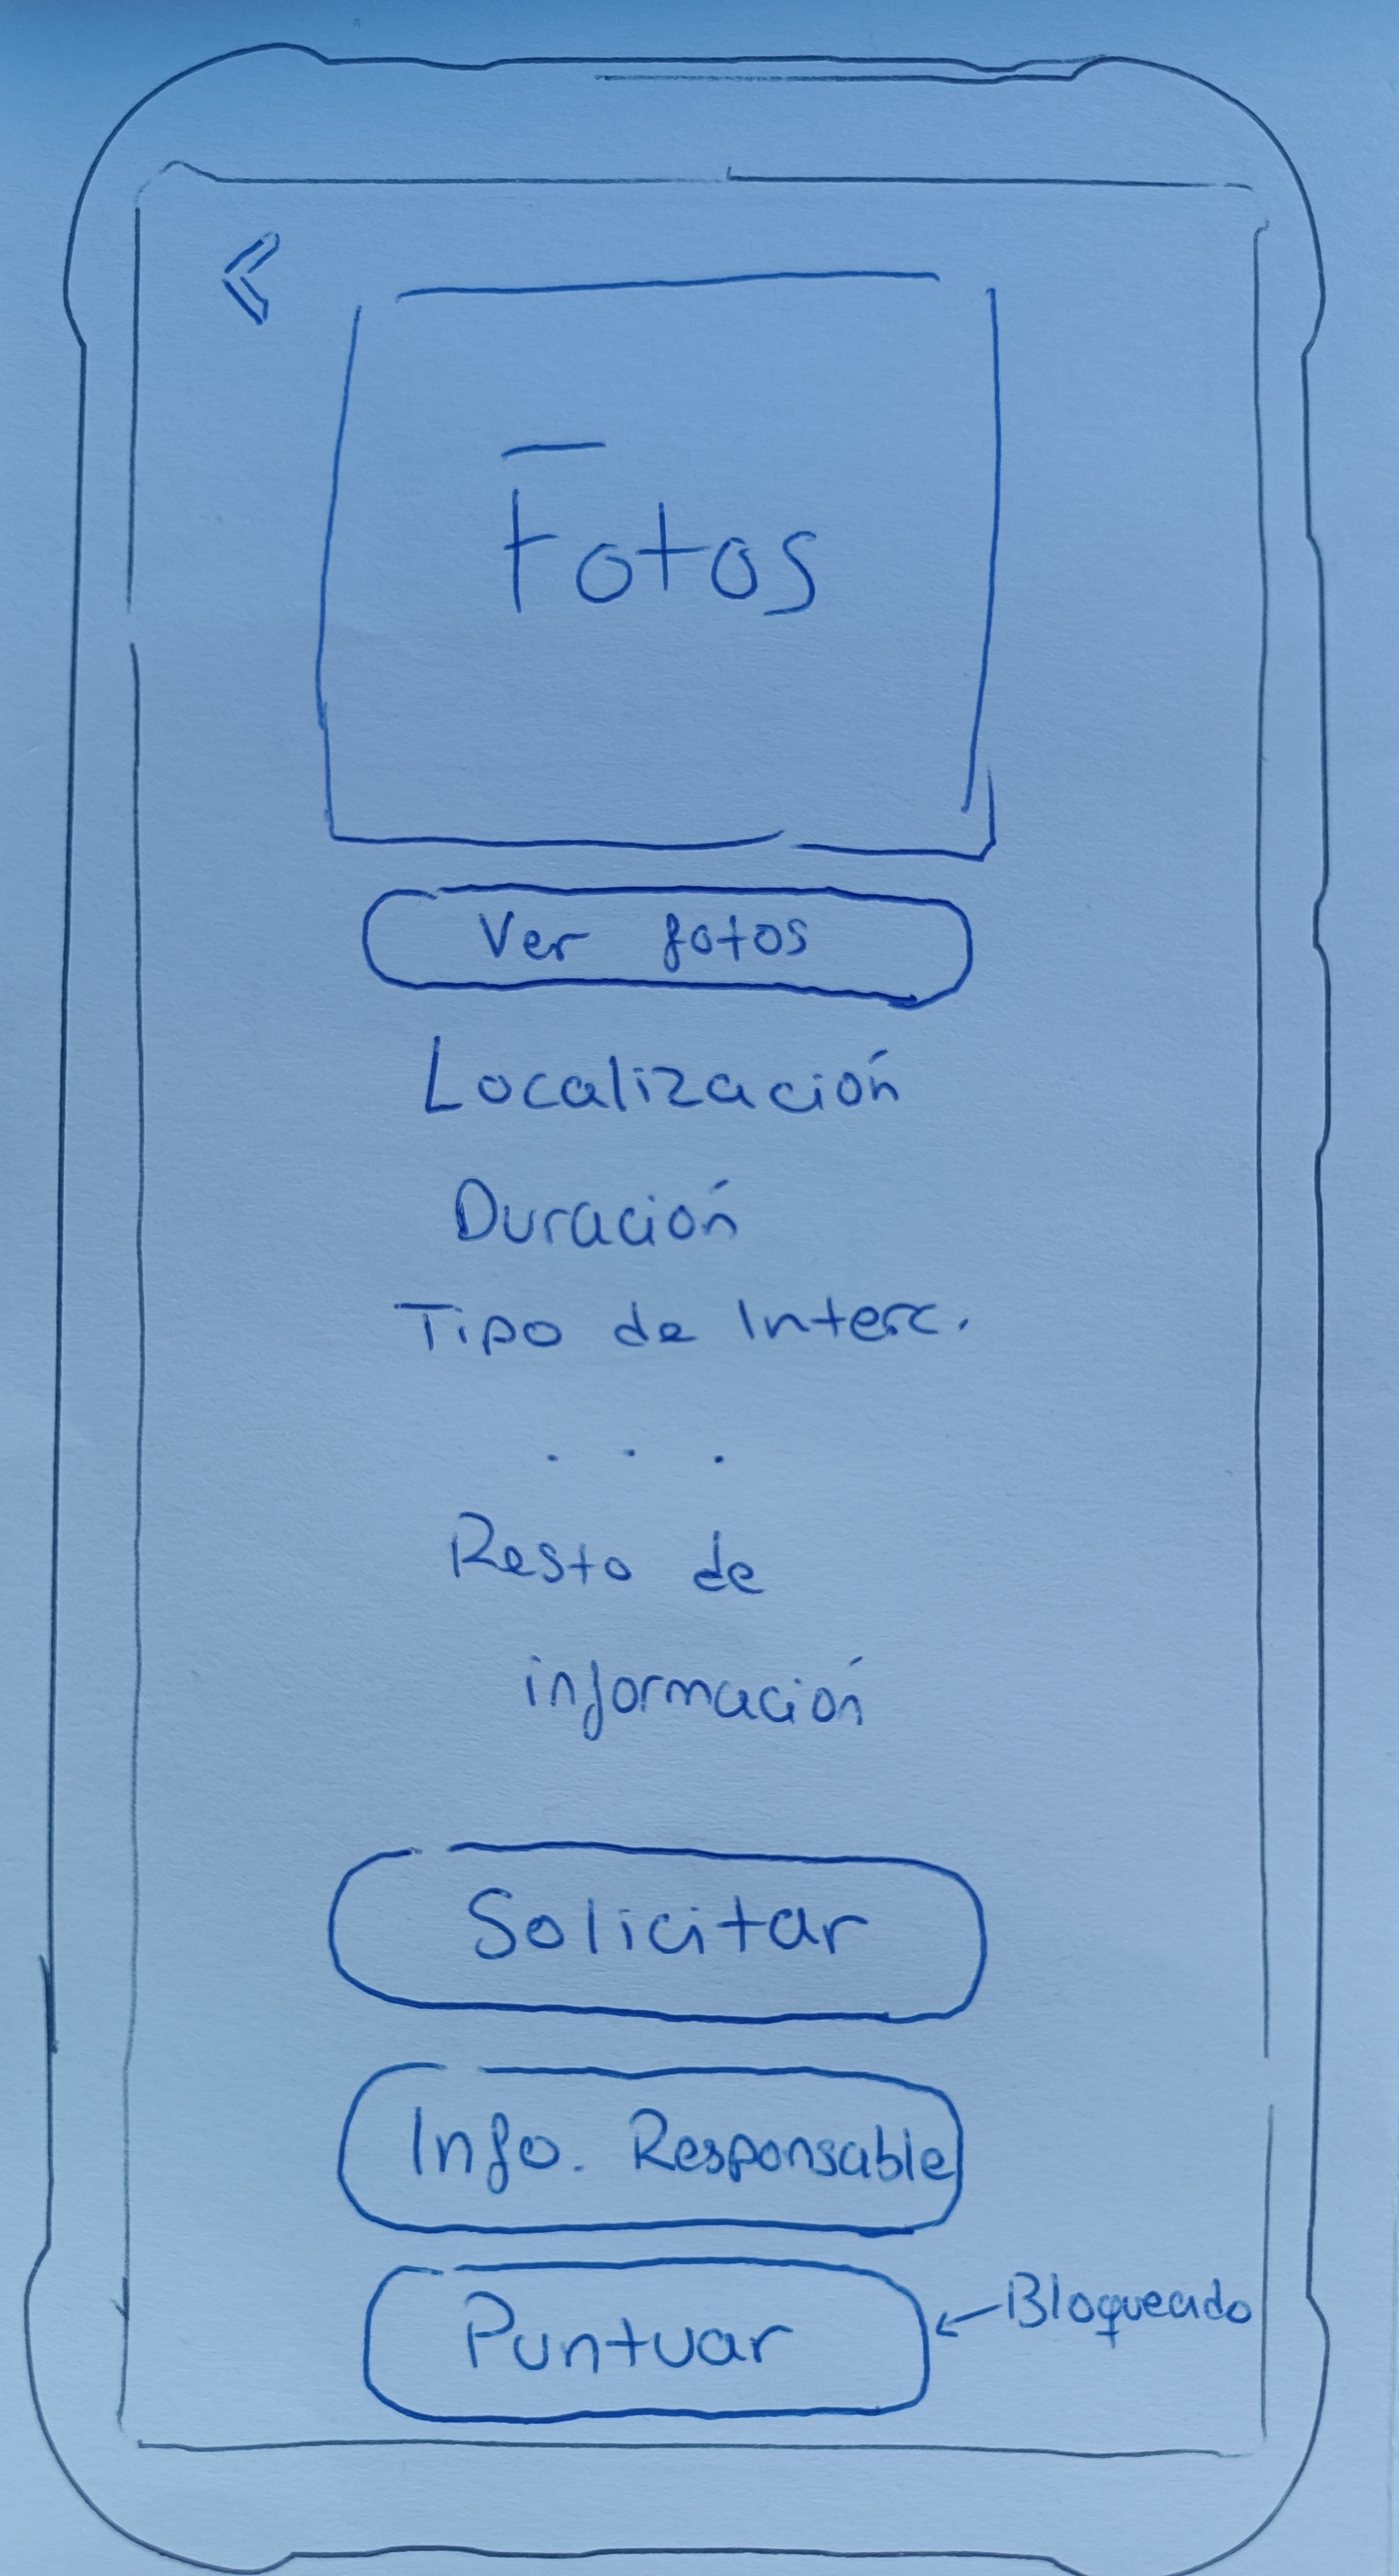 Fotos
Ver fotos
Localización
Duración
Tipo de Interc.
. . .
Resto de
información
Solicitar
Info. Responsable
Puntuar
Bloqueado